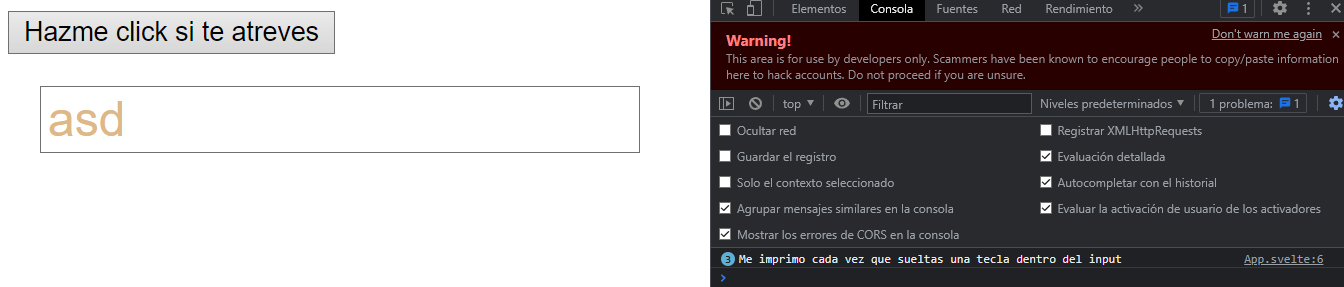 Hazme click si te atreves
asd
Elementos Consola Fuentes Red Rendimiento » 1
Warning! Don't warn me again ×
This area is for use by developers only. Scammers have been known to encourage people to copy/paste information
here to hack accounts. Do not proceed if you are unsure.
top ▼ Filtrar Niveles predeterminados ▼ 1 problema: 1
Ocultar red Registrar XMLHttpRequests
Guardar el registro Evaluación detallada
Solo el contexto seleccionado Autocompletar con el historial
Agrupar mensajes similares en la consola Evaluar la activación de usuario de los activadores
Mostrar los errores de CORS en la consola
3 Me imprimo cada vez que sueltas una tecla dentro del input App.svelte:6